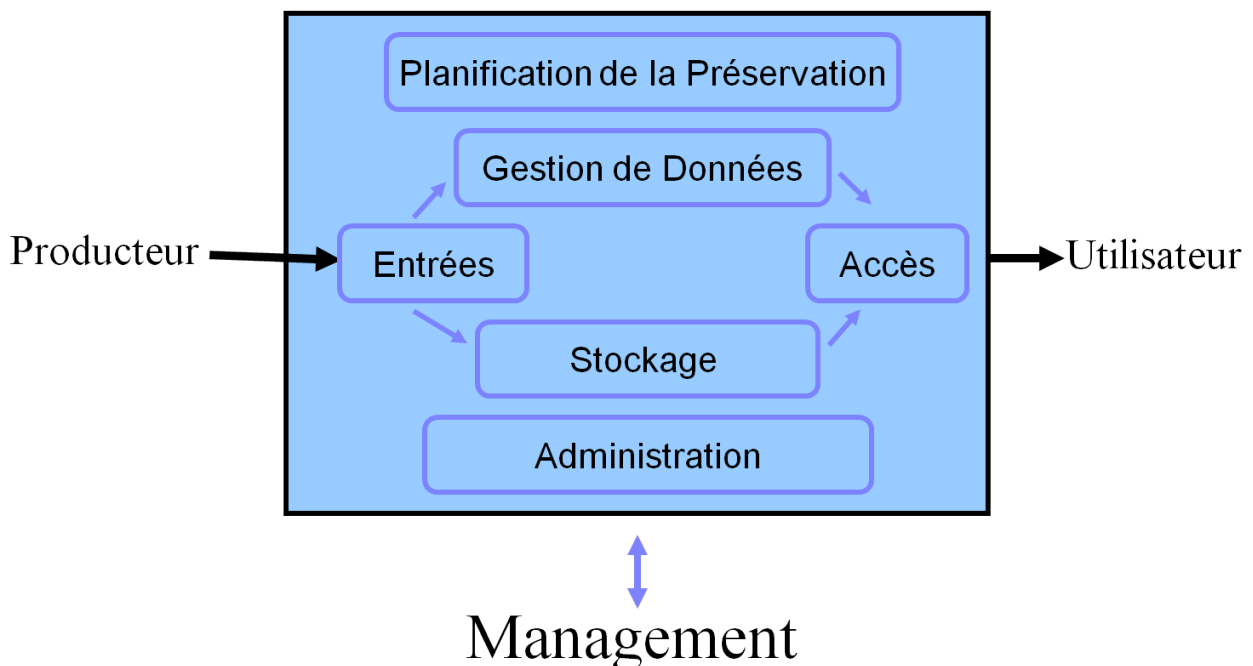 Planification de la Préservation
Gestion de Données
Producteur
Entrées
Accès
Utilisateur
Stockage
Administration
Management